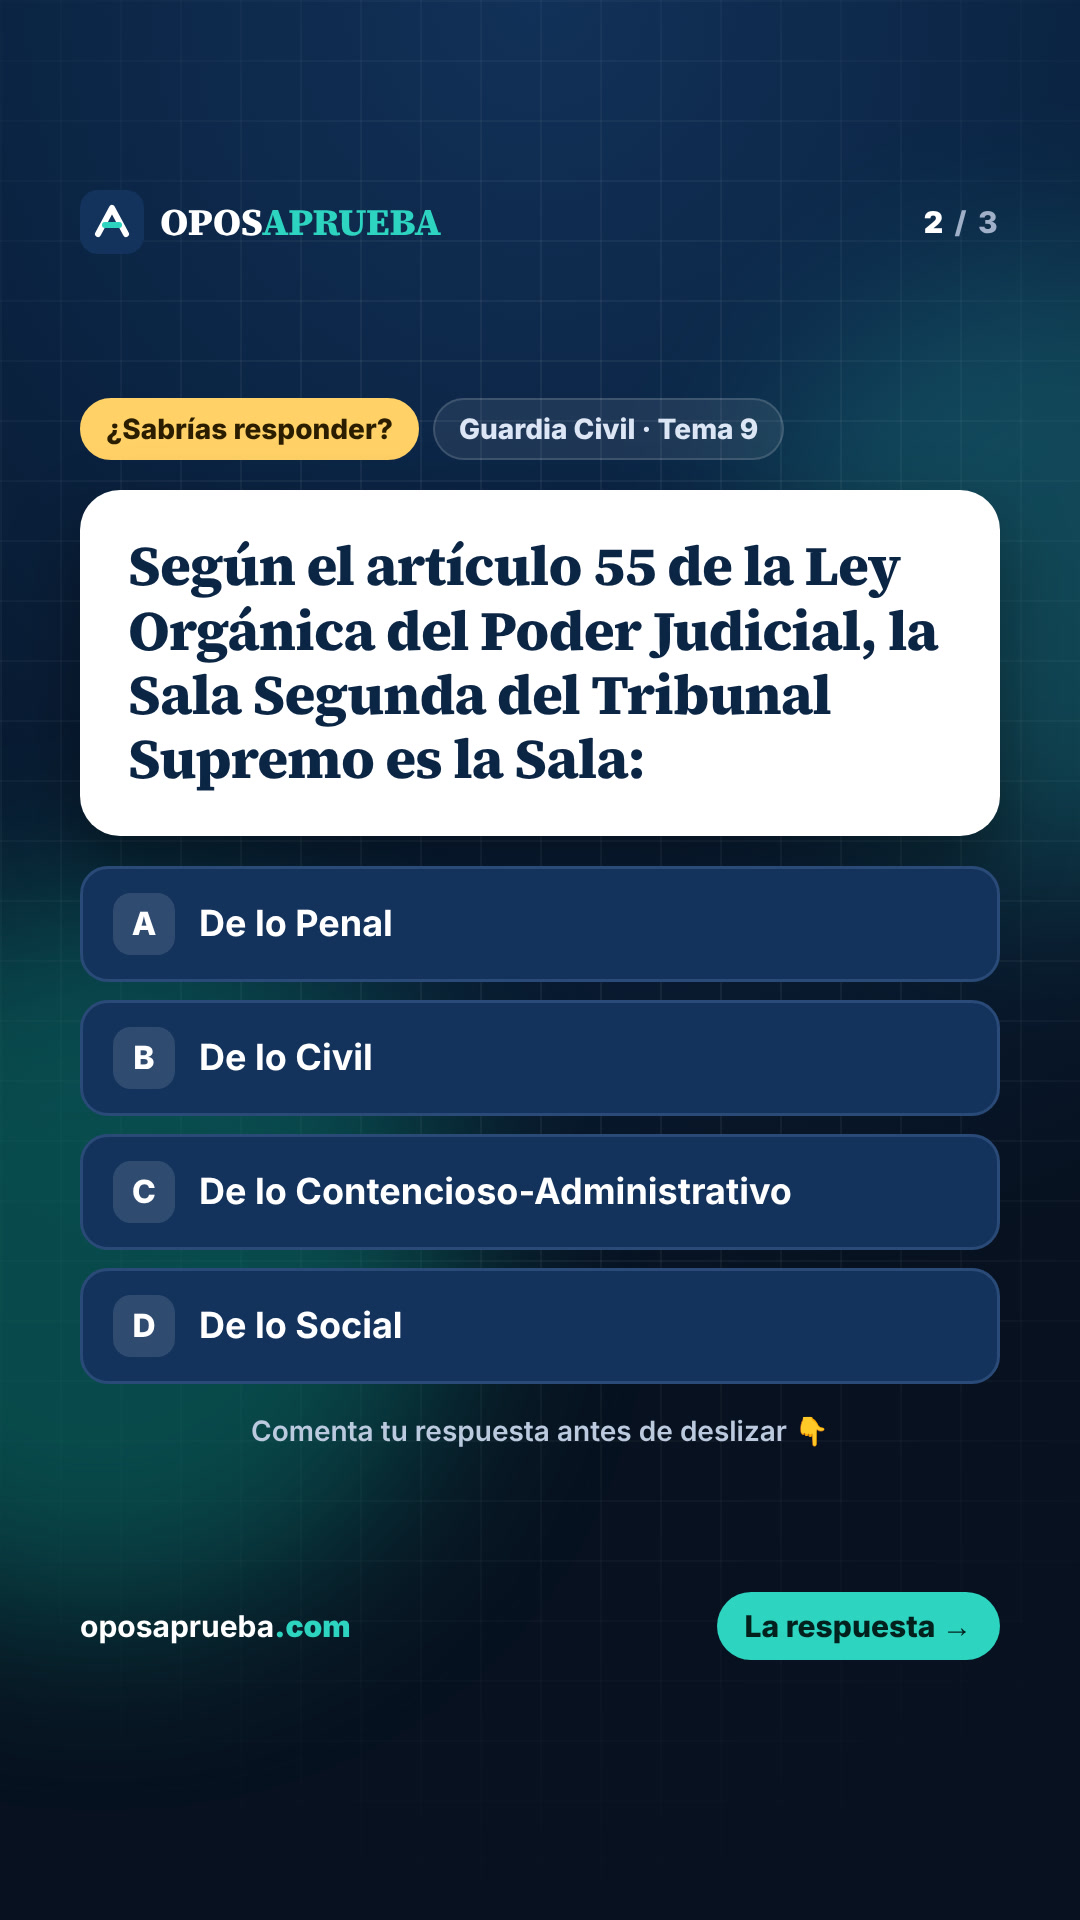 OPOSAPRUEBA
2 / 3
¿Sabrías responder?
Guardia Civil · Tema 9
Según el artículo 55 de la Ley
Orgánica del Poder Judicial, la
Sala Segunda del Tribunal
Supremo es la Sala:
A De lo Penal
B De lo Civil
C De lo Contencioso-Administrativo
D De lo Social
Comenta tu respuesta antes de deslizar 👇
oposaprueba.com
La respuesta →